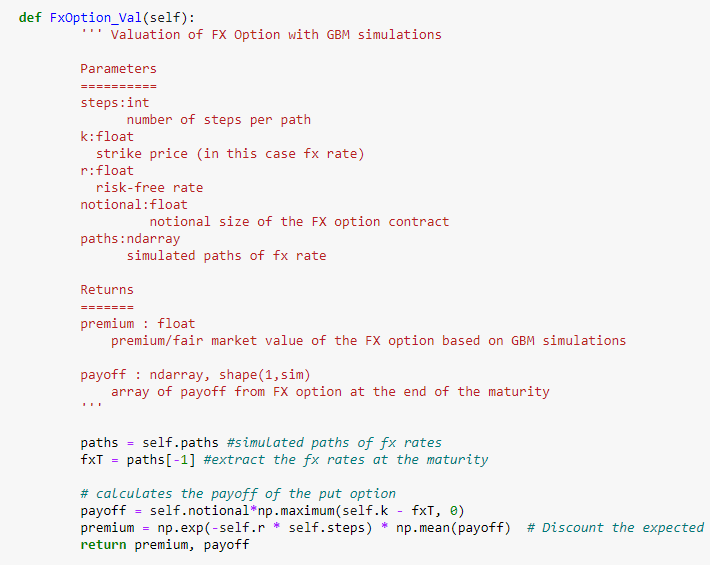 def FxOption_Val(self):
''' Valuation of FX Option with GBM simulations
Parameters
==========
steps:int
number of steps per path
k:float
strike price (in this case fx rate)
r:float
risk-free rate
notional:float
notional size of the FX option contract
paths:ndarray
simulated paths of fx rate
Returns
=======
premium : float
premium/fair market value of the FX option based on GBM simulations
payoff : ndarray, shape(1,sim)
array of payoff from FX option at the end of the maturity
'''
paths = self.paths #simulated paths of fx rates
fxT = paths[-1] #extract the fx rates at the maturity
# calculates the payoff of the put option
payoff = self.notional*np.maximum(self.k - fxT, 0)
premium = np.exp(-self.r * self.steps) * np.mean(payoff)  # Discount the expected
return premium, payoff